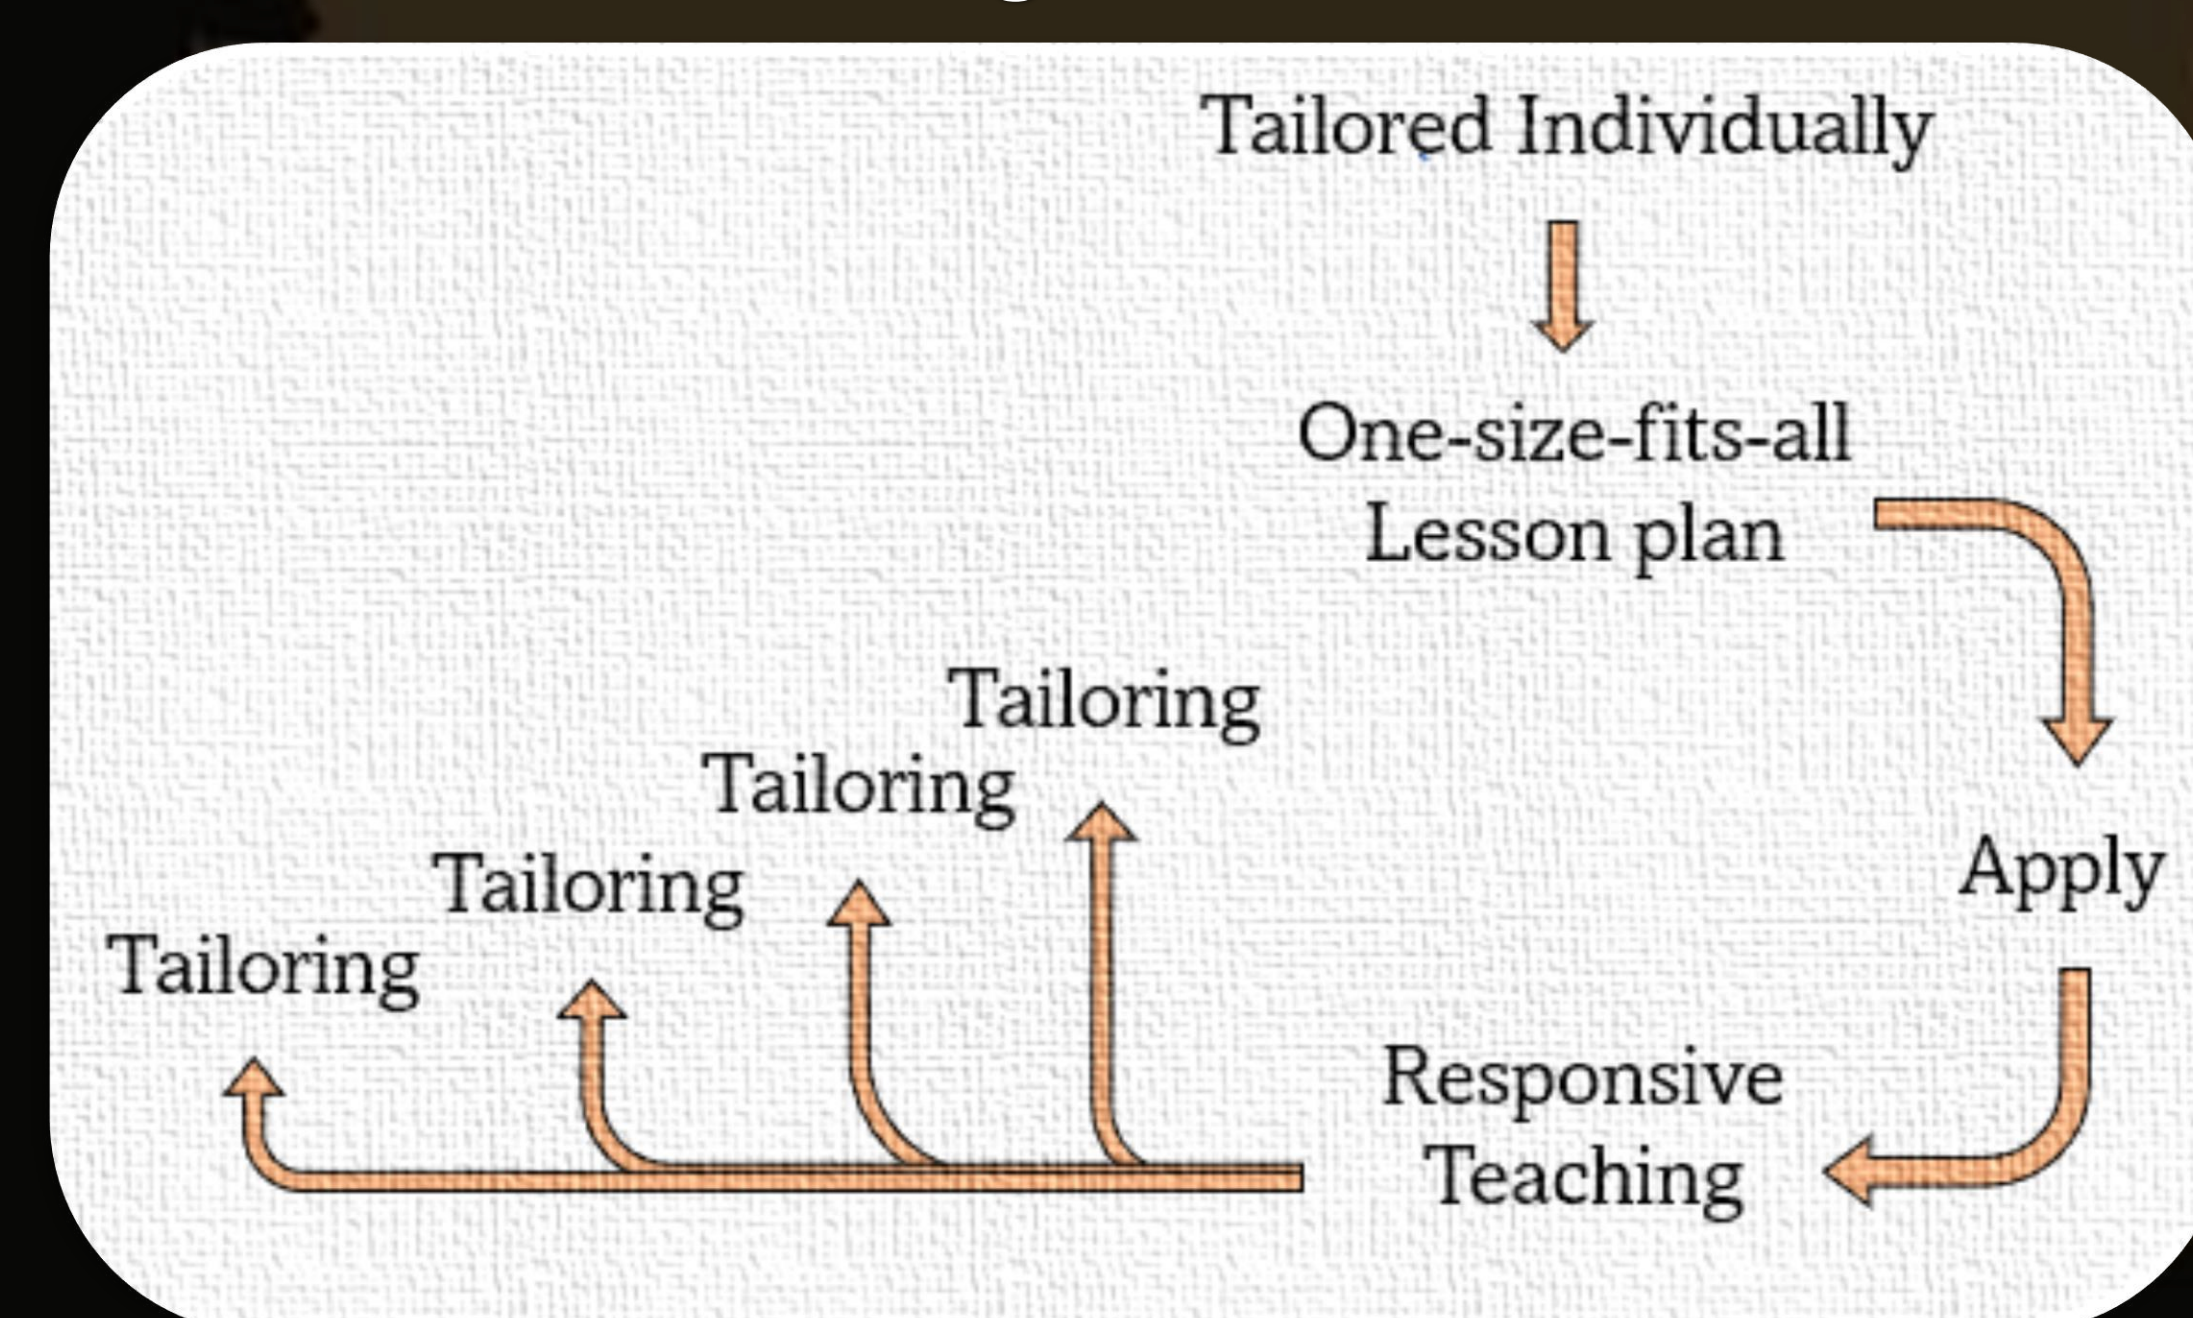 Tailored Individually
One-size-fits-all
Lesson plan
Apply
Responsive
Teaching
Tailoring
Tailoring
Tailoring
Tailoring